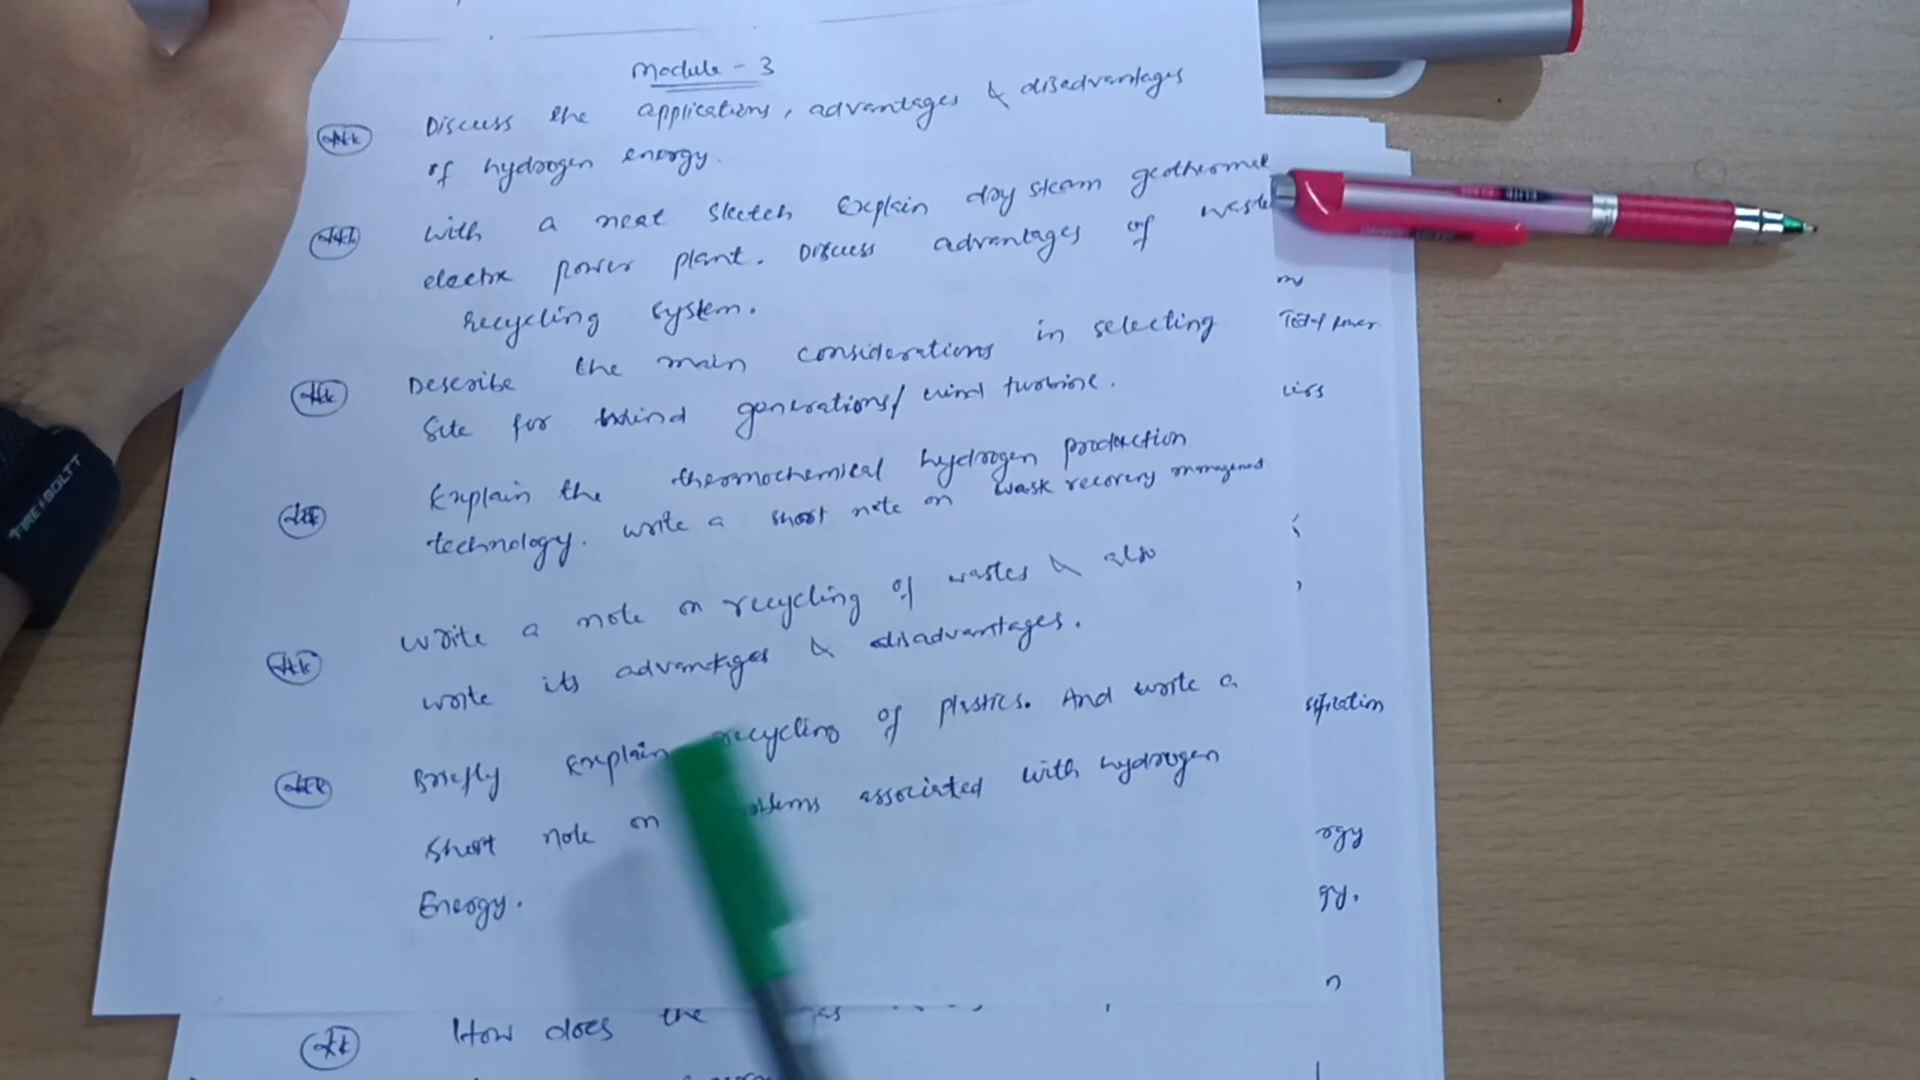 Module - 3
Discuss the applications, advantages & disadvantages
of hydrogen energy.
With a neat sketch Explain dry steam geothermal
electric power plant. Discuss advantages of waste
recycling system.
Describe the main considerations in selecting
Site for wind generations/ wind turbine.
Explain the thermochemical hydrogen production
technology. write a short note on waste recovery management
Write a note on recycling of wastes & also
write its advantages & disadvantages.
Briefly Explain recycling of plastics. And write a
Short note on associated with hydrogen
Energy.
How does the
FIRE-BOLTT